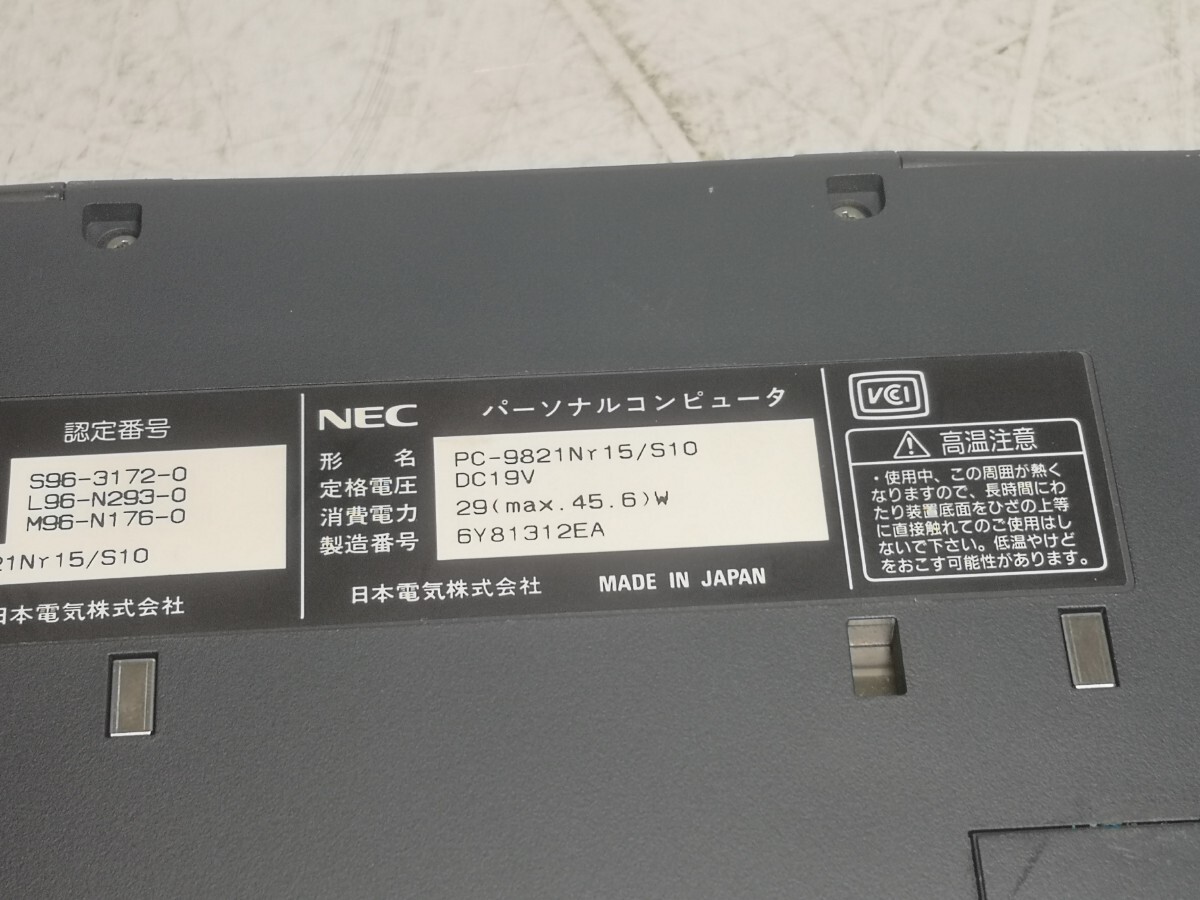 認定番号
S96-3172-0
L96-N293-0
M96-N176-0
21Nr15/S10
日本電気株式会社
NEC パーソナルコンピュータ
形名 PC-9821Nr15/S10
定格電圧 DC19V
消費電力 29(max.45.6)W
製造番号 6Y81312EA
日本電気株式会社 MADE IN JAPAN
VCI
高温注意
・使用中、この周囲が熱く
なりますので、長時間にわ
たり装置底面をひざの上等
に直接触れてのご使用はし
ないで下さい。低温やけど
をおこす可能性があります。